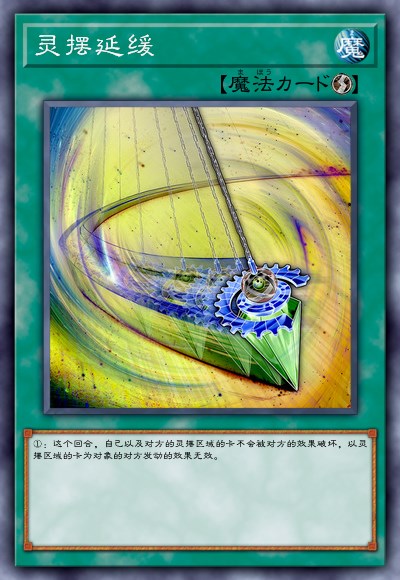 灵摆延缓
魔
【魔法カード】
まほう
①：这个回合，自己以及对方的灵摆区域的卡不会被对方的效果破坏，以灵
摆区域的卡为对象的对方发动的效果无效。